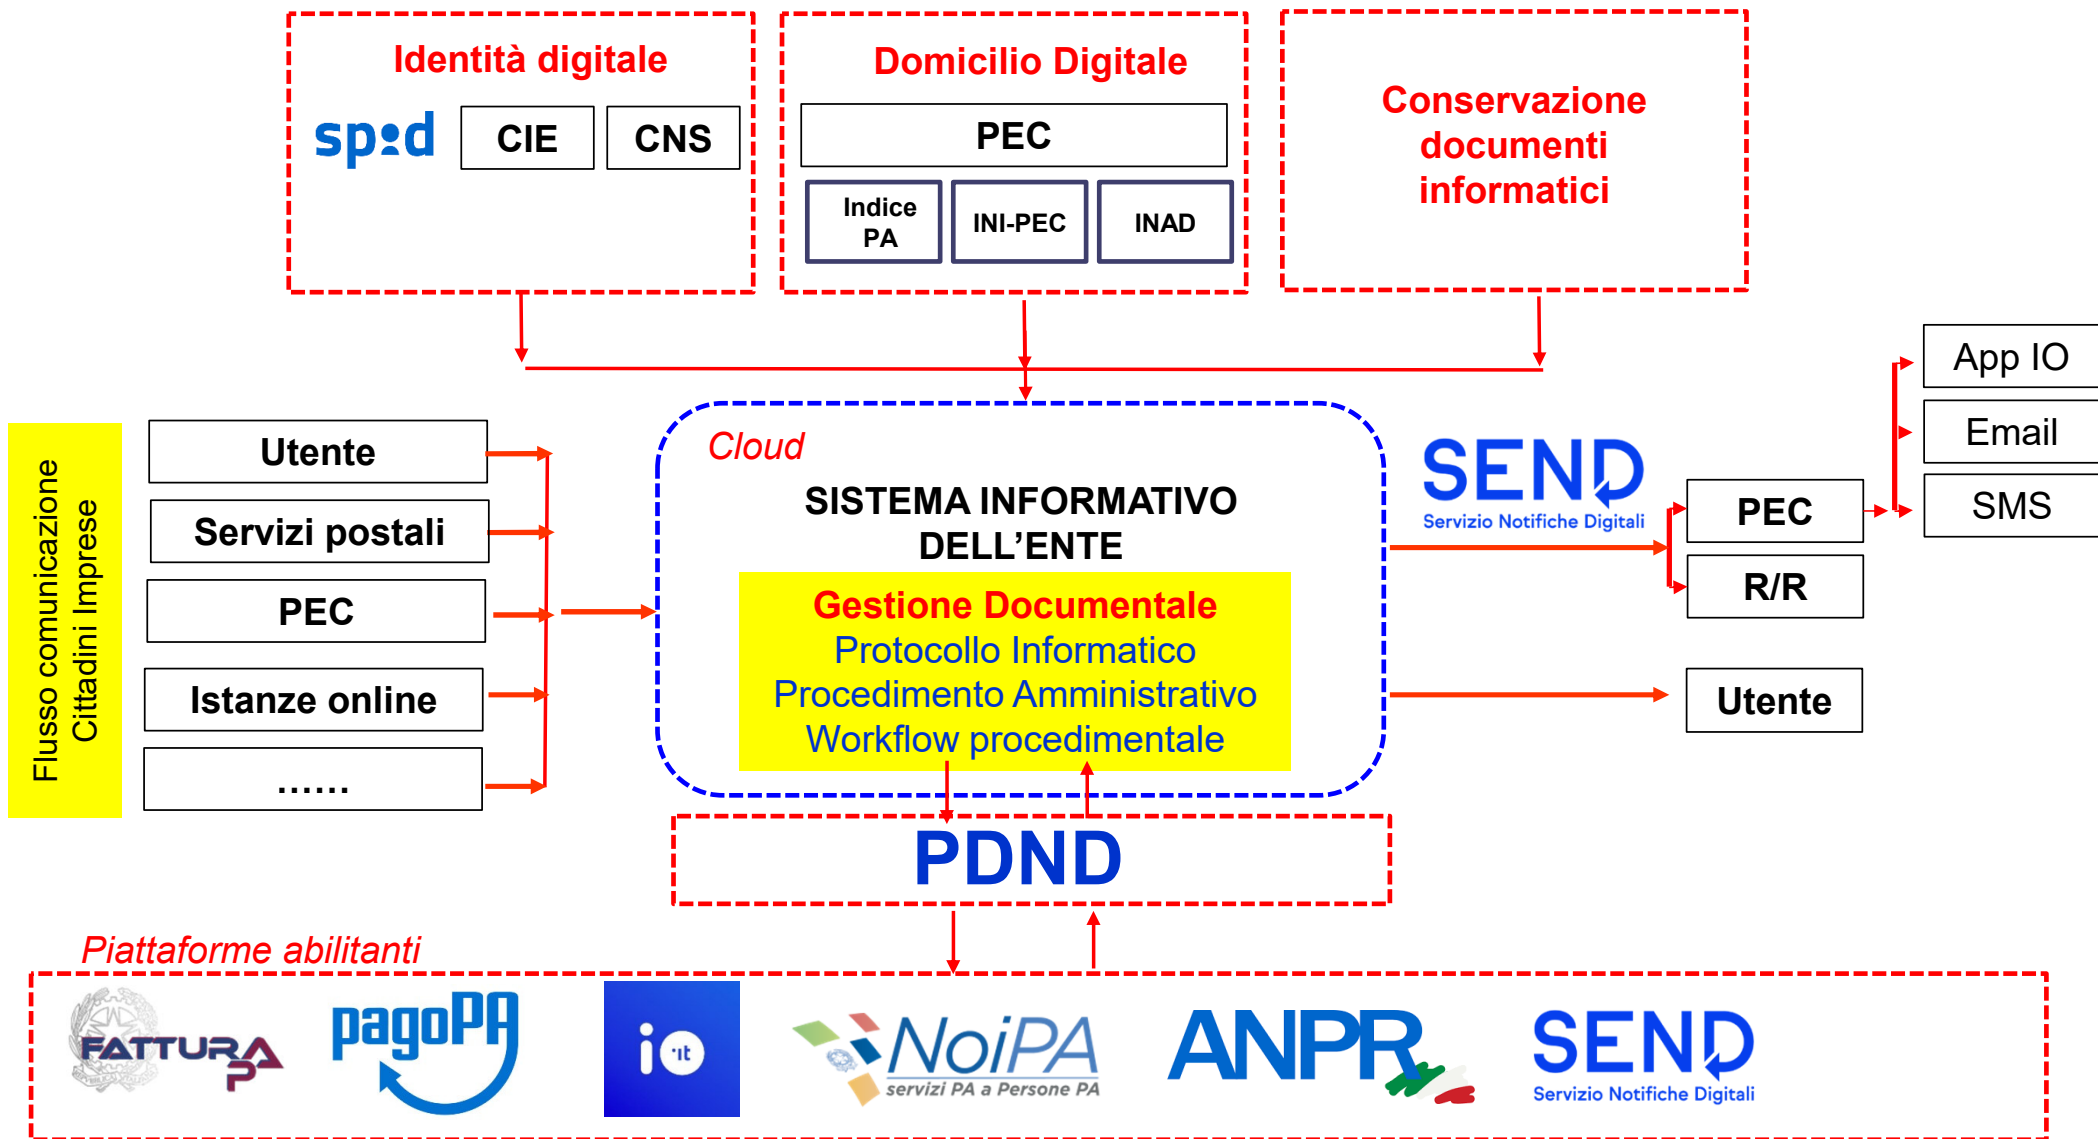 Identità digitale
spid
CIE
CNS
Domicilio Digitale
PEC
Indice
PA
INI-PEC
INAD
Conservazione
documenti
informatici
Flusso comunicazione
Cittadini Imprese
Utente
Servizi postali
PEC
Istanze online
......
Cloud
SISTEMA INFORMATIVO
DELL’ENTE
Gestione Documentale
Protocollo Informatico
Procedimento Amministrativo
Workflow procedimentale
SEND
Servizio Notifiche Digitali
PEC
R/R
Utente
App IO
Email
SMS
PDND
Piattaforme abilitanti
FATTURA
P
pagoPA
io
it
NoiPA
servizi PA a Persone PA
ANPR
SEND
Servizio Notifiche Digitali